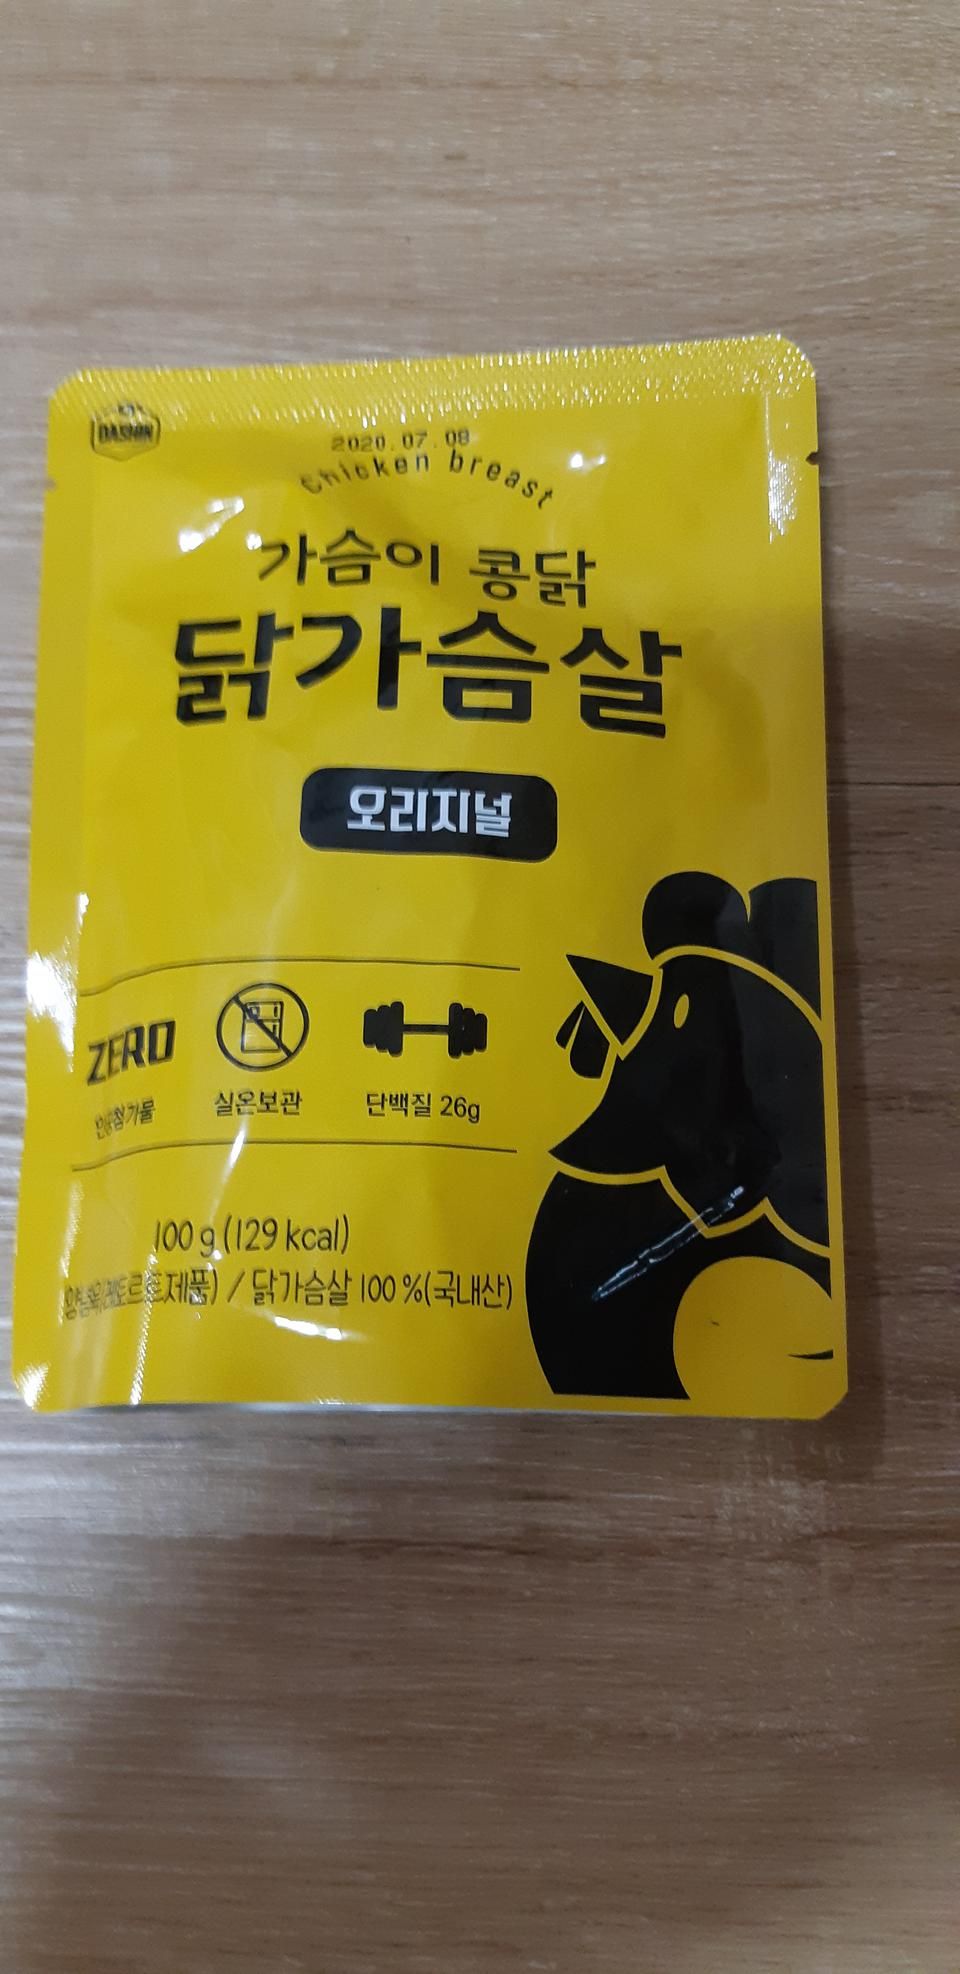 DASHIN
2020.07.08
Chicken breast
가슴이 콩닭
닭가슴살
오리지널
ZERO
실온보관
단백질 26g
100 g (129 kcal)
/ 닭가슴살 100 %(국내산)